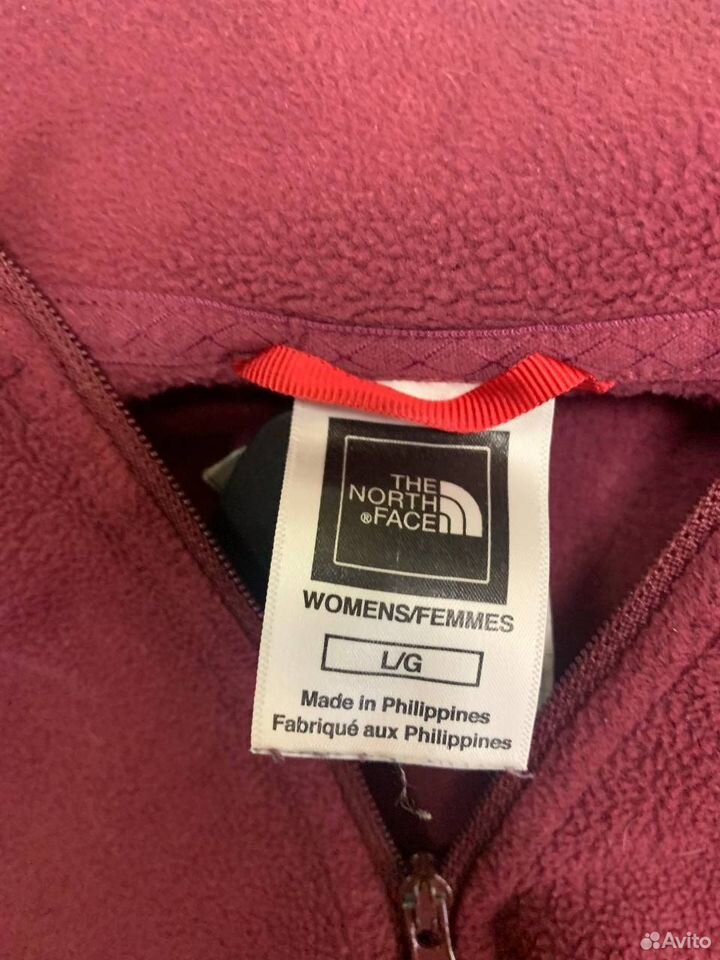 THE
NORTH
®FACE
WOMENS/FEMMES
L/G
Made in Philippines
Fabriqué aux Philippines
Avito